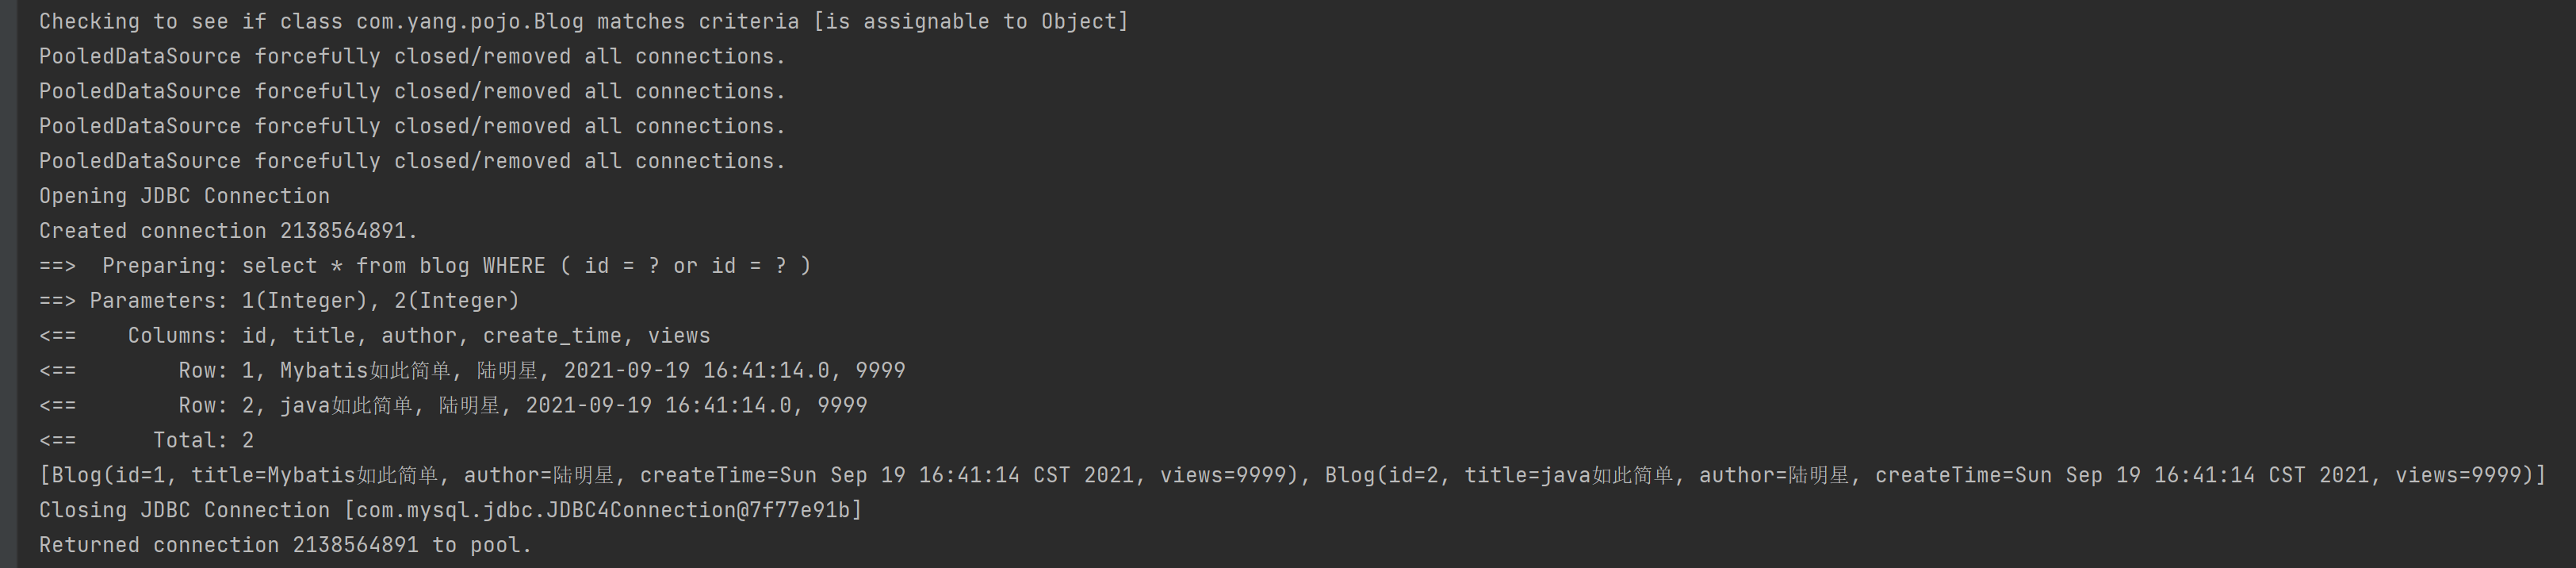 Checking to see if class com.yang.pojo.Blog matches criteria [is assignable to Object]
PooledDataSource forcefully closed/removed all connections.
PooledDataSource forcefully closed/removed all connections.
PooledDataSource forcefully closed/removed all connections.
PooledDataSource forcefully closed/removed all connections.
Opening JDBC Connection
Created connection 2138564891.
==>  Preparing: select * from blog WHERE ( id = ? or id = ? )
==> Parameters: 1(Integer), 2(Integer)
<==    Columns: id, title, author, create_time, views
<==        Row: 1, Mybatis如此简单, 陆明星, 2021-09-19 16:41:14.0, 9999
<==        Row: 2, java如此简单, 陆明星, 2021-09-19 16:41:14.0, 9999
<==      Total: 2
[Blog(id=1, title=Mybatis如此简单, author=陆明星, createTime=Sun Sep 19 16:41:14 CST 2021, views=9999), Blog(id=2, title=java如此简单, author=陆明星, createTime=Sun Sep 19 16:41:14 CST 2021, views=9999)]
Closing JDBC Connection [com.mysql.jdbc.JDBC4Connection@7f77e91b]
Returned connection 2138564891 to pool.